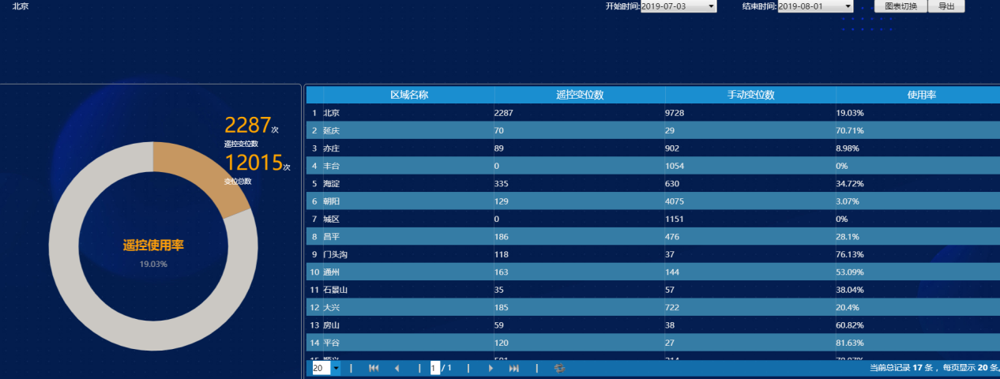 北京 开始时间:2019-07-03 结束时间:2019-08-01 图表切换 导出
2287次
遥控变位数
12015次
变位总数
遥控使用率
19.03%
区域名称 遥控变位数 手动变位数 使用率
1 北京 2287 9728 19.03%
2 延庆 70 29 70.71%
3 亦庄 89 902 8.98%
4 丰台 0 1054 0%
5 海淀 335 630 34.72%
6 朝阳 129 4075 3.07%
7 城区 0 1151 0%
8 昌平 186 476 28.1%
9 门头沟 118 37 76.13%
10 通州 163 144 53.09%
11 石景山 35 57 38.04%
12 大兴 185 722 20.4%
13 房山 59 38 60.82%
14 平谷 120 27 81.63%
20 1 / 1 当前总记录 17 条，每页显示 20 条,